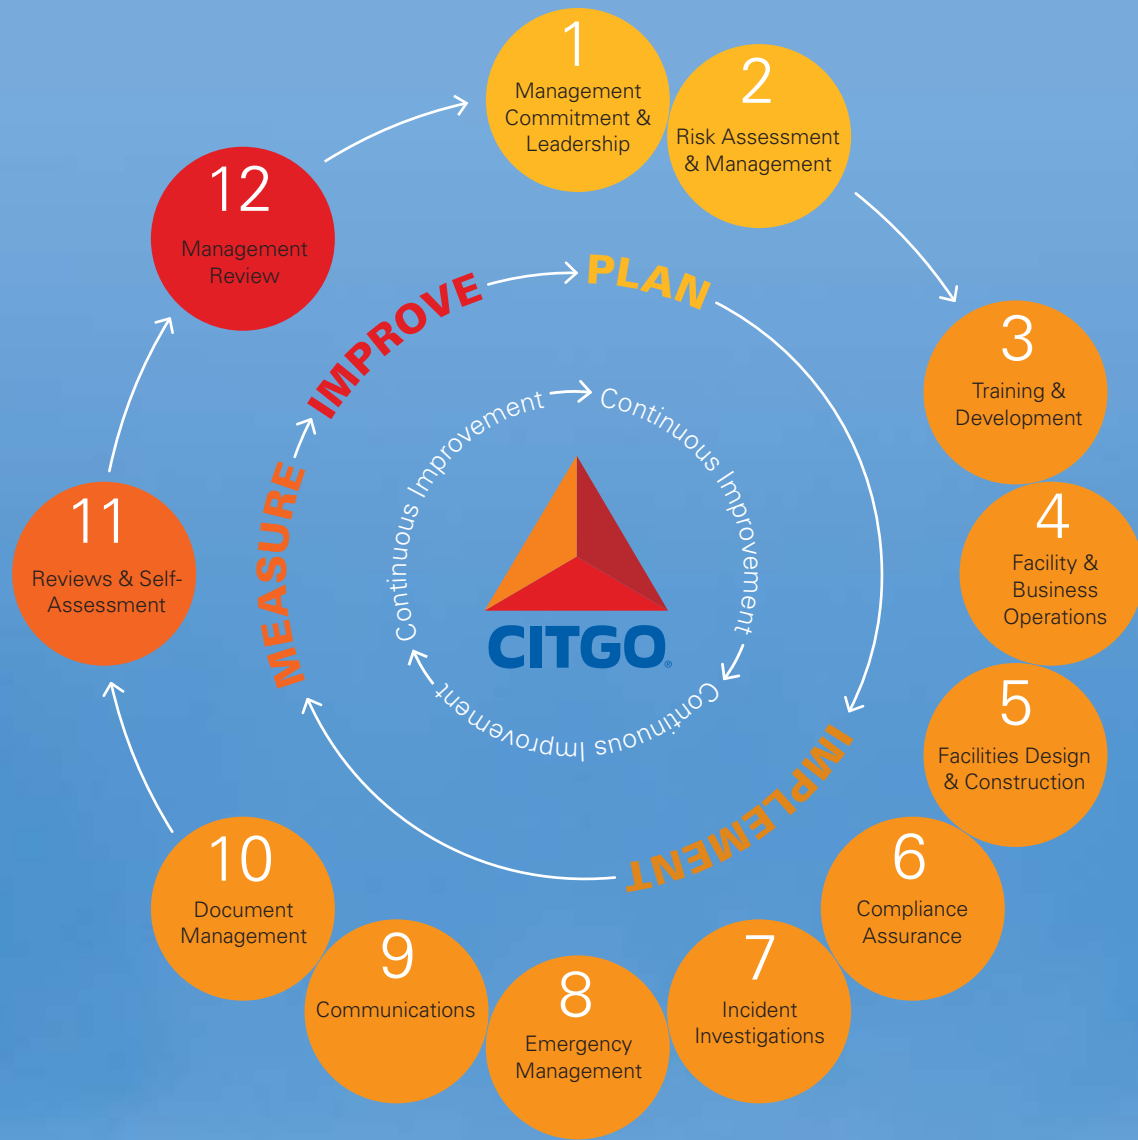 1
Management
Commitment &
Leadership
2
Risk Assessment
& Management
3
Training &
Development
4
Facility &
Business
Operations
5
Facilities Design
& Construction
6
Compliance
Assurance
7
Incident
Investigations
8
Emergency
Management
9
Communications
10
Document
Management
11
Reviews & Self-
Assessment
12
Management
Review
PLAN
IMPLEMENT
MEASURE
IMPROVE
Continuous Improvement
Continuous Improvement
Continuous Improvement
CITGO®